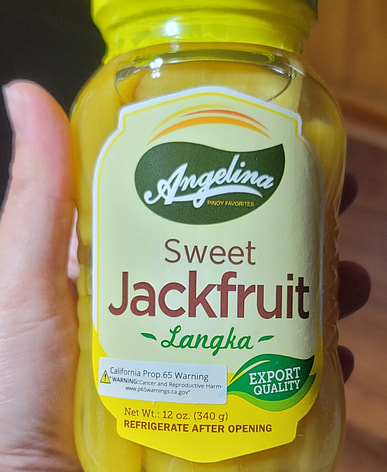 Angelina
PINOY FAVORITES
Sweet
Jackfruit
Langka
California Prop.65 Warning
WARNING:Cancer and Reproductive Harm-
www.p65warnings.ca.gov"
EXPORT
QUALITY
Net Wt.: 12 oz. (340 g)
REFRIGERATE AFTER OPENING